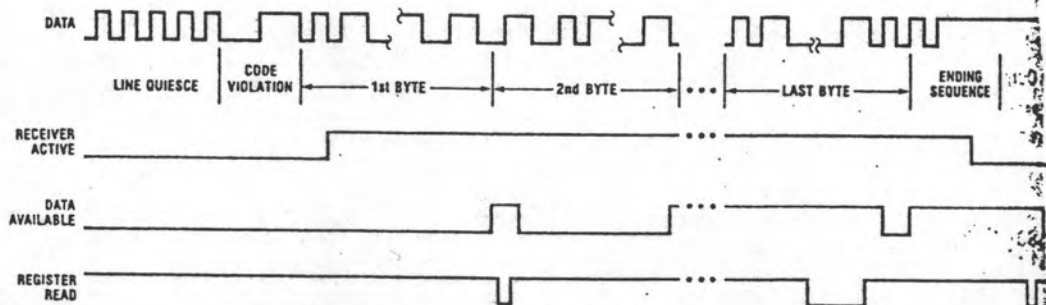 DATA
LINE QUIESCE
CODE
VIOLATION
1st BYTE
2nd BYTE
LAST BYTE
ENDING
SEQUENCE
RECEIVER
ACTIVE
DATA
AVAILABLE
REGISTER
READ